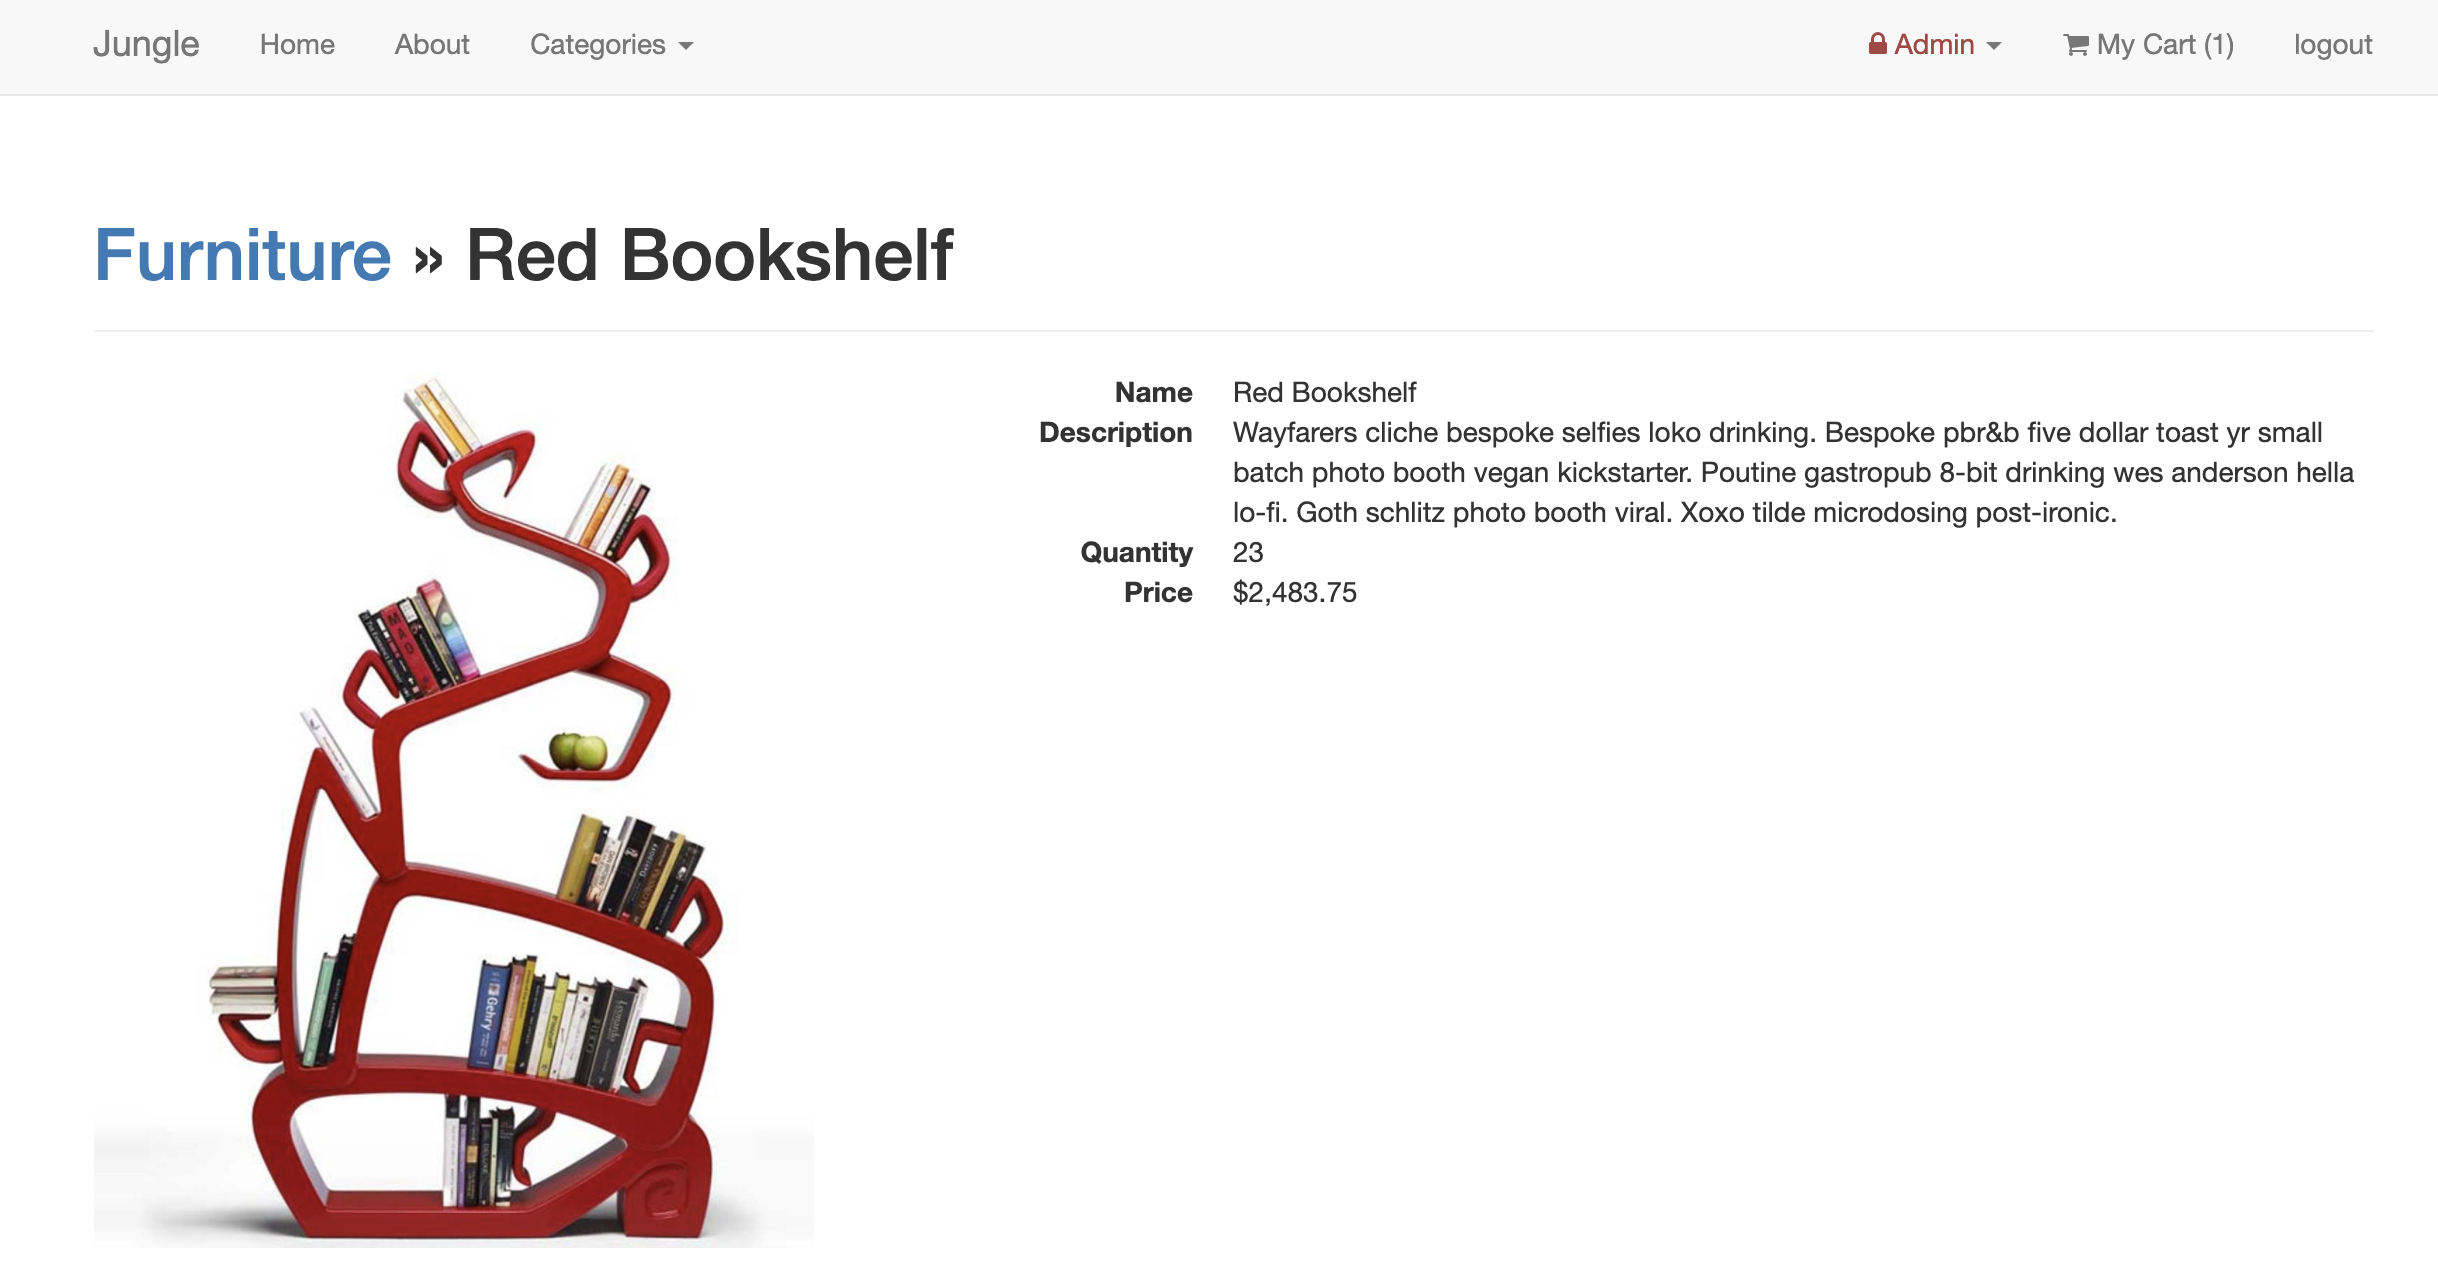 Jungle Home About Categories Admin My Cart (1) logout
Furniture » Red Bookshelf
Name Red Bookshelf
Description Wayfarers cliche bespoke selfies loko drinking. Bespoke pbr&b five dollar toast yr small
batch photo booth vegan kickstarter. Poutine gastropub 8-bit drinking wes anderson hella
lo-fi. Goth schlitz photo booth viral. Xoxo tilde microdosing post-ironic.
Quantity 23
Price $2,483.75
MAD
Gehry